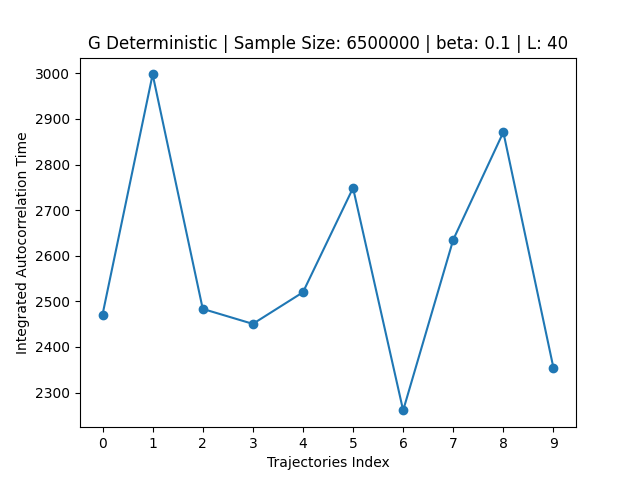 G Deterministic | Sample Size: 6500000 | beta: 0.1 | L: 40
Integrated Autocorrelation Time
3000
2900
2800
2700
2600
2500
2400
2300
0 1 2 3 4 5 6 7 8 9
Trajectories Index